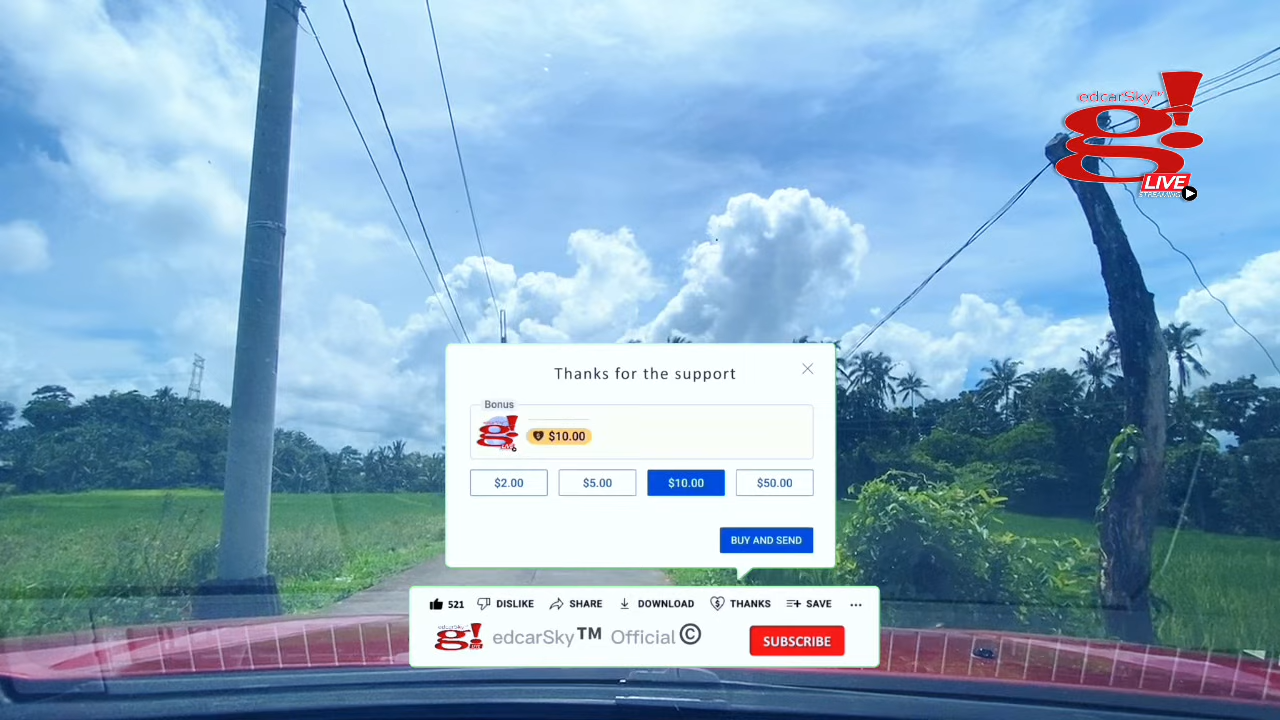 edcarSky™
g!
LIVE
STREAMING
Thanks for the support
Bonus
$10.00
$2.00 $5.00 $10.00 $50.00
BUY AND SEND
521 DISLIKE SHARE DOWNLOAD THANKS SAVE ...
edcarSky™ Official ©
SUBSCRIBE